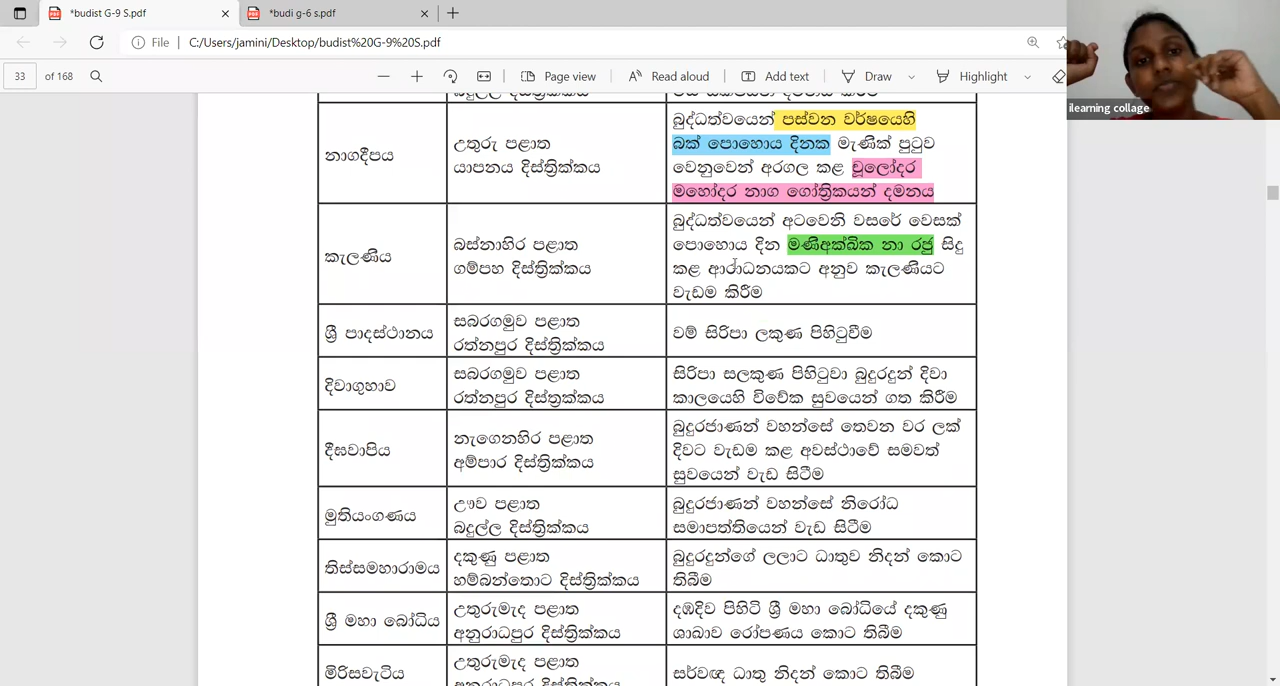 *budist G-9 S.pdf
*budi g-6 s.pdf
File
C:/Users/jamini/Desktop/budist%20G-9%20S.pdf
33 of 168
Page view
Read aloud
Add text
Draw
Highlight
ilearning collage
නාගදීපය
උතුරු පළාත
යාපනය දිස්ත්‍රික්කය
බුද්ධත්වයෙන් පස්වන වර්ෂයෙහි
බක් පොහොය දිනක මැණික් පුටුව
වෙනුවෙන් අරගල කළ චූලෝදර
මහෝදර නාග ගෝත්‍රිකයන් දමනය
කැලණිය
බස්නාහිර පළාත
ගම්පහ දිස්ත්‍රික්කය
බුද්ධත්වයෙන් අටවෙනි වසරේ වෙසක්
පොහොය දින මණිඅක්ඛික නා රජු සිදු
කළ ආරාධනයකට අනුව කැලණියට
වැඩම කිරීම
ශ්‍රී පාදස්ථානය
සබරගමුව පළාත
රත්නපුර දිස්ත්‍රික්කය
වම් සිරිපා ලකුණ පිහිටුවීම
දිවාගුහාව
සබරගමුව පළාත
රත්නපුර දිස්ත්‍රක්කය
සිරිපා සලකුණ පිහිටුවා බුදුරදුන් දිවා
කාලයෙහි විවේක සුවයෙන් ගත කිරීම
දීඝවාපිය
නැගෙනහිර පළාත
අම්පාර දිස්ත්‍රික්කය
බුදුරජාණන් වහන්සේ තෙවන වර ලක්
දිවට වැඩම කළ අවස්ථාවේ සමවත්
සුවයෙන් වැඩ සිටීම
මුතියංගණය
ඌව පළාත
බදුල්ල දිස්ත්‍රික්කය
බුදුරජාණන් වහන්සේ නිරෝධ
සමාපත්තියෙන් වැඩ සිටීම
තිස්සමහාරාමය
දකුණු පළාත
හම්බන්තොට දිස්ත්‍රික්කය
බුදුරදුන්ගේ ලලාට ධාතුව නිදන් කොට
තිබීම
ශ්‍රී මහා බෝධිය
උතුරුමැද පළාත
අනුරාධපුර දිස්ත්‍රික්කය
දඹදිව පිහිටි ශ්‍රී මහා බෝධියේ දකුණු
ශාඛාව රෝපණය කොට තිබීම
මිරිසවැටිය
උතුරුමැද පළාත
සර්වඥ ධාතු නිදන් කොට තිබීම